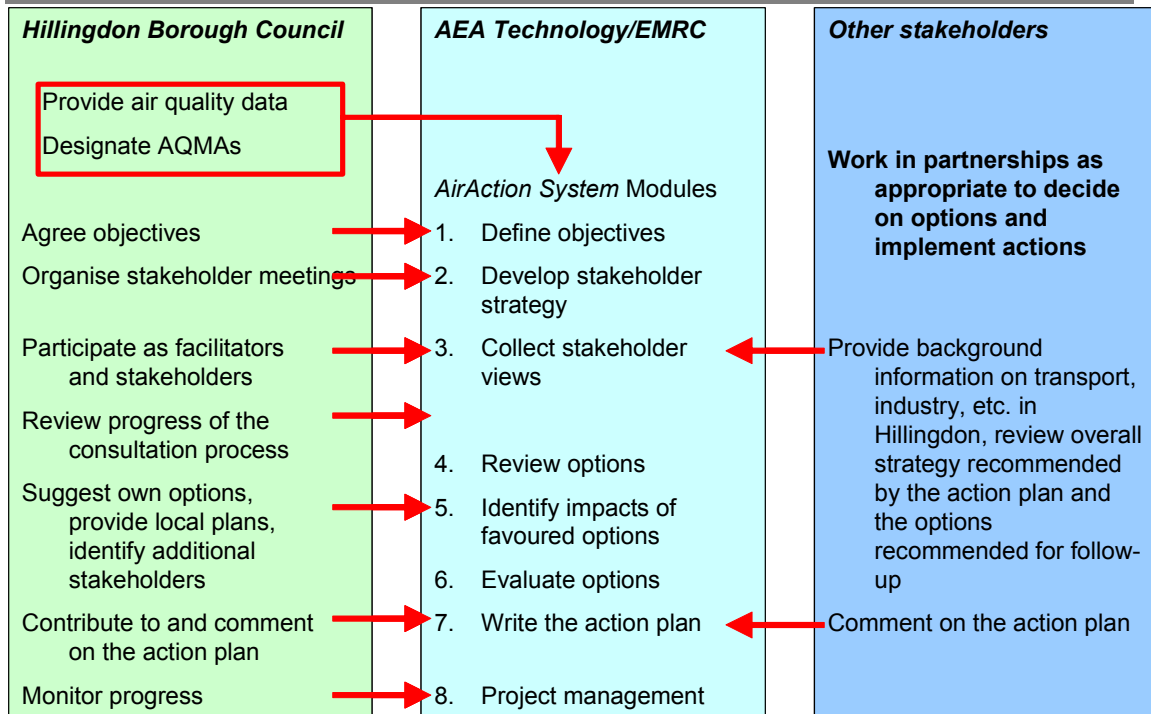 Hillingdon Borough Council
Provide air quality data
Designate AQMAs
Agree objectives
Organise stakeholder meetings
Participate as facilitators
and stakeholders
Review progress of the
consultation process
Suggest own options,
provide local plans,
identify additional
stakeholders
Contribute to and comment
on the action plan
Monitor progress
AEA Technology/EMRC
AirAction System Modules
1. Define objectives
2. Develop stakeholder
strategy
3. Collect stakeholder
views
4. Review options
5. Identify impacts of
favoured options
6. Evaluate options
7. Write the action plan
8. Project management
Other stakeholders
Work in partnerships as
appropriate to decide
on options and
implement actions
Provide background
information on transport,
industry, etc. in
Hillingdon, review overall
strategy recommended
by the action plan and
the options
recommended for follow-
up
Comment on the action plan